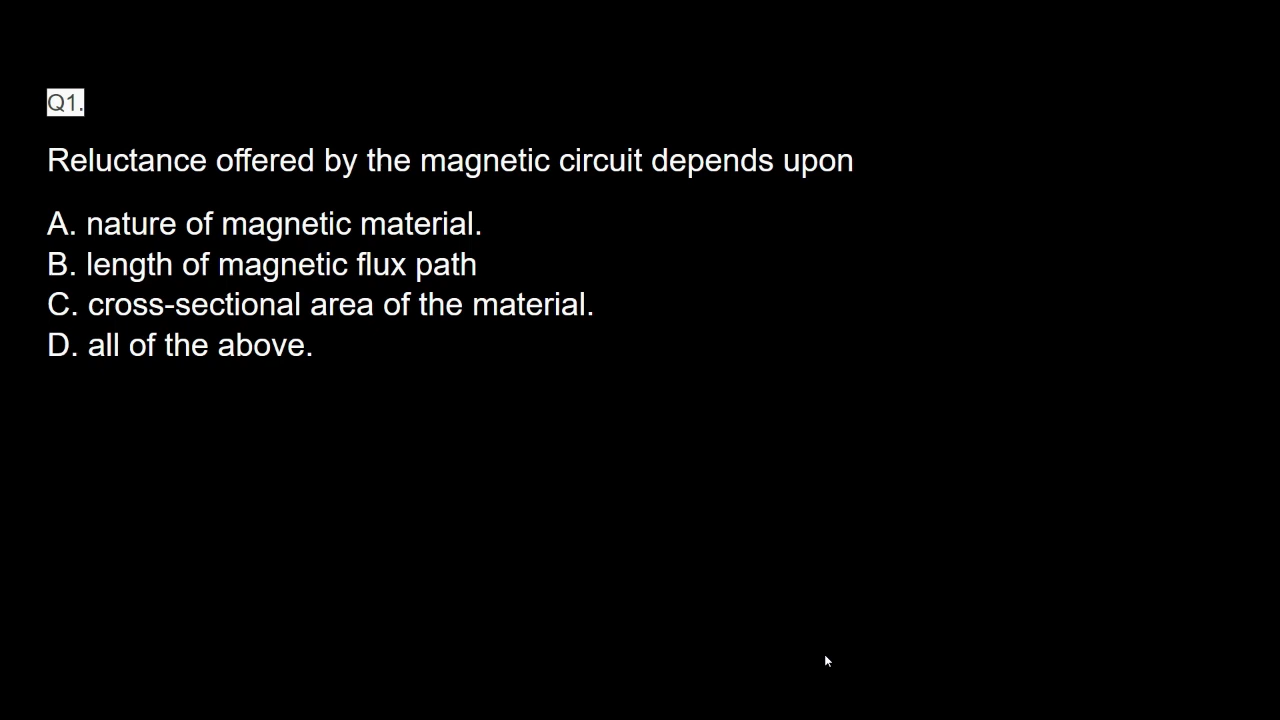 Q1.
Reluctance offered by the magnetic circuit depends upon
A. nature of magnetic material.
B. length of magnetic flux path
C. cross-sectional area of the material.
D. all of the above.